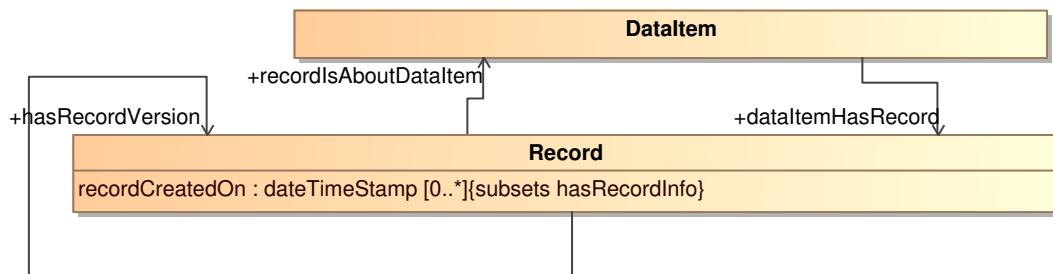 DataItem
+recordIsAboutDataItem
+hasRecordVersion
+dataItemHasRecord
Record
recordCreatedOn : dateTimeStamp [0..*]{subsets hasRecordInfo}